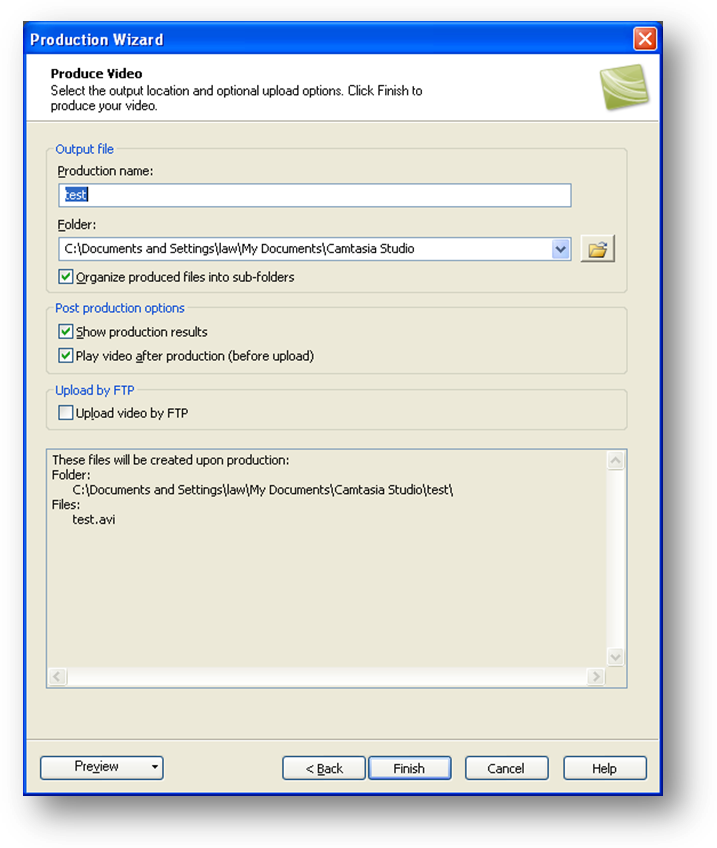 Production Wizard
Produce Video
Select the output location and optional upload options. Click Finish to
produce your video.
Output file
Production name:
test
Folder:
C:\Documents and Settings\law\My Documents\Camtasia Studio
Organize produced files into sub-folders
Post production options
Show production results
Play video after production (before upload)
Upload by FTP
Upload video by FTP
These files will be created upon production:
Folder:
C:\Documents and Settings\law\My Documents\Camtasia Studio\test\
Files:
test.avi
Preview
< Back
Finish
Cancel
Help